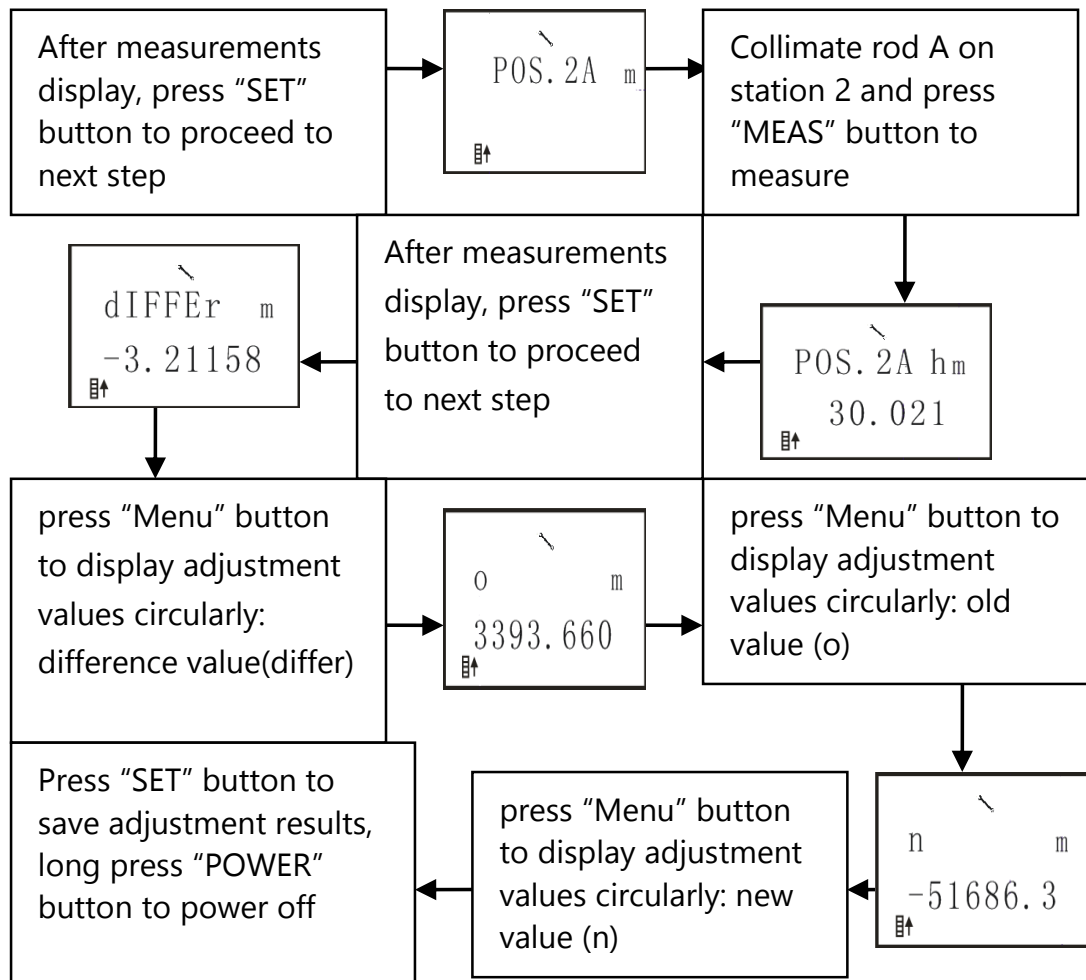 After measurements
display, press “SET”
button to proceed to
next step
POS.2A m
Collimate rod A on
station 2 and press
“MEAS” button to
measure
POS.2A hm
30.021
After measurements
display, press “SET”
button to proceed
to next step
dIFFEr m
-3.21158
press “Menu” button
to display adjustment
values circularly:
difference value(differ)
o m
3393.660
press “Menu” button to
display adjustment
values circularly: old
value (o)
n m
-51686.3
press “Menu” button
to display adjustment
values circularly: new
value (n)
Press “SET” button to
save adjustment results,
long press “POWER”
button to power off